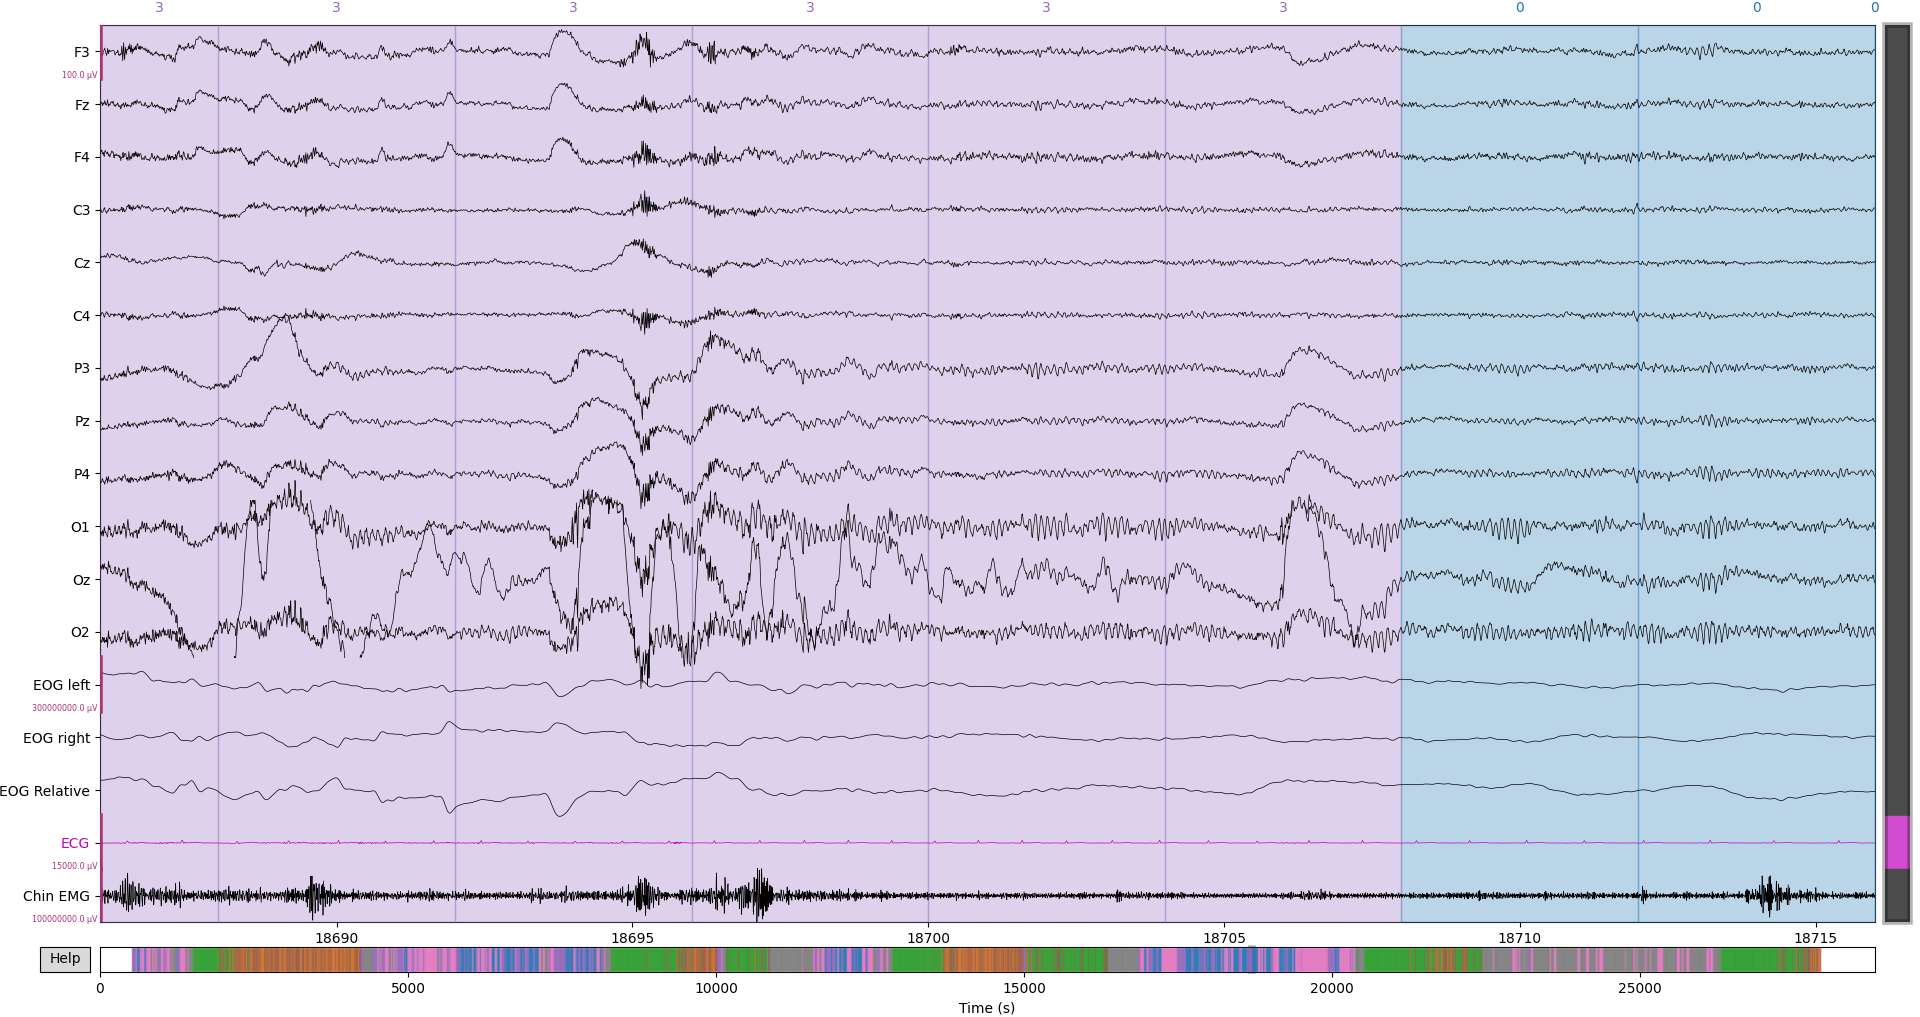 3 3 3 3 3 3 0 0 0
F3
100.0 µV
Fz
F4
C3
Cz
C4
P3
Pz
P4
O1
Oz
O2
EOG left
300000000.0 µV
EOG right
EOG Relative
ECG
15000.0 µV
Chin EMG
100000000.0 µV
18690 18695 18700 18705 18710 18715
Help
0 5000 10000 15000 20000 25000
Time (s)